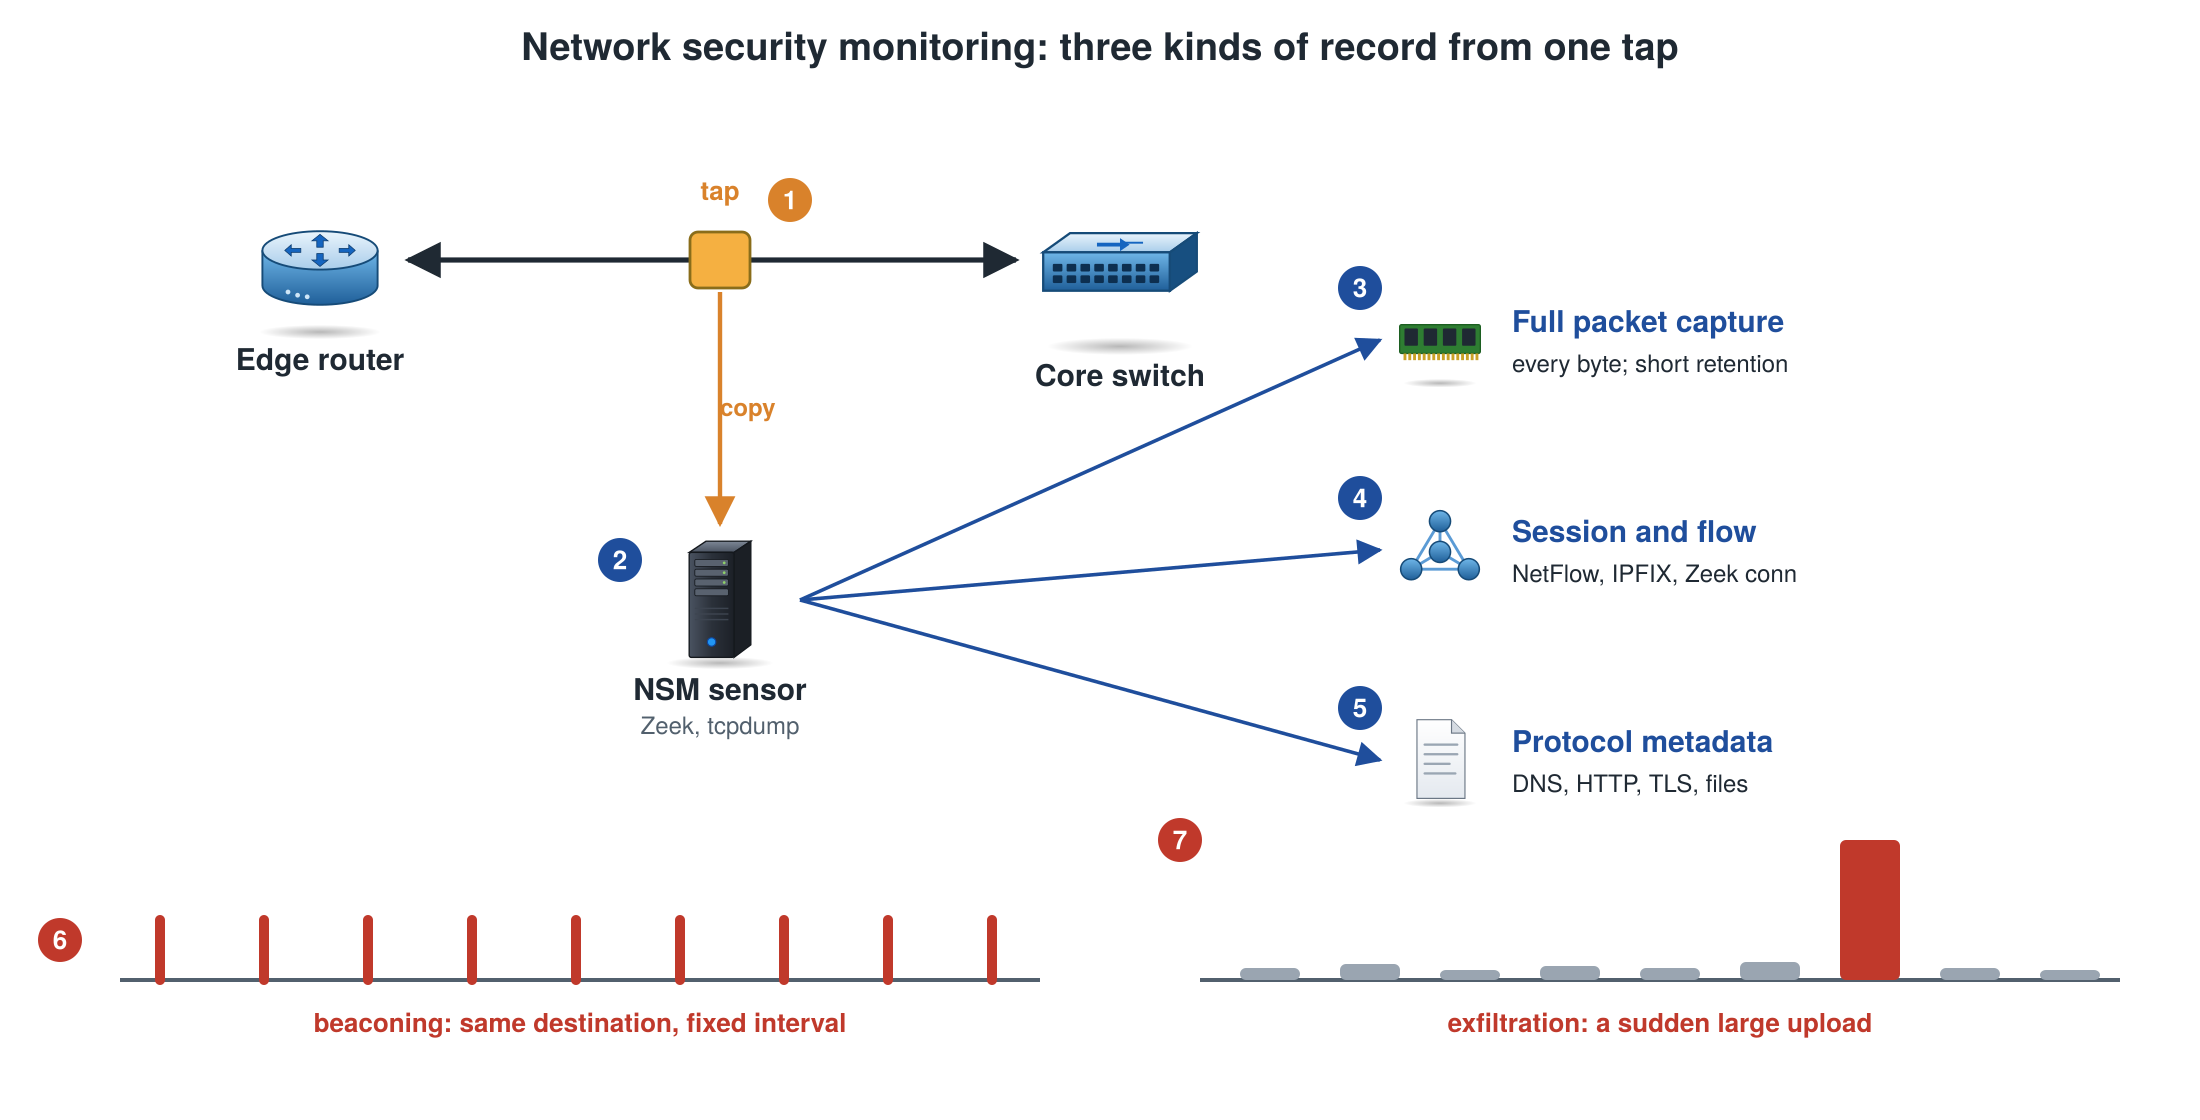 Network security monitoring: three kinds of record from one tap
tap
1
Edge router
Core switch
copy
3
Full packet capture
every byte; short retention
4
Session and flow
NetFlow, IPFIX, Zeek conn
2
NSM sensor
Zeek, tcpdump
5
Protocol metadata
DNS, HTTP, TLS, files
6
beaconing: same destination, fixed interval
7
exfiltration: a sudden large upload